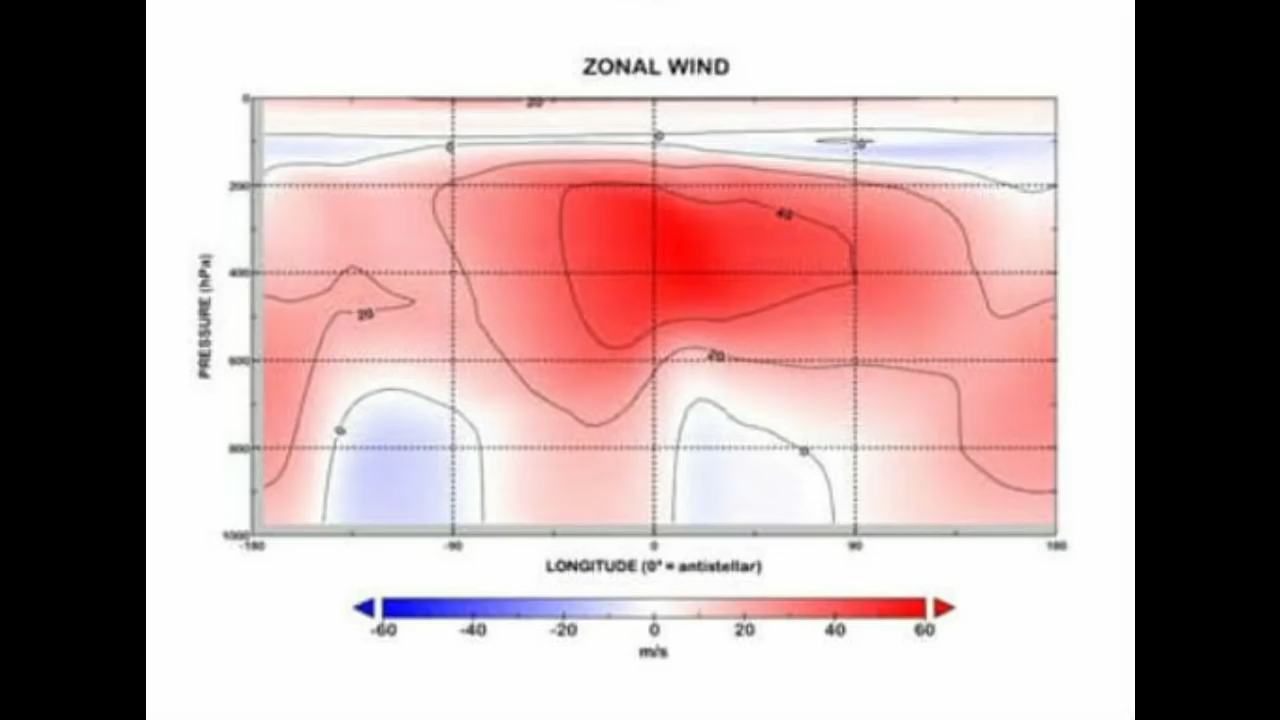 ZONAL WIND
20
0
0
0
0
200
40
400
20
20
600
0
0
800
1000
PRESSURE (hPa)
-180 -90 0 90 180
LONGITUDE (0° = antistellar)
-60 -40 -20 0 20 40 60
m/s